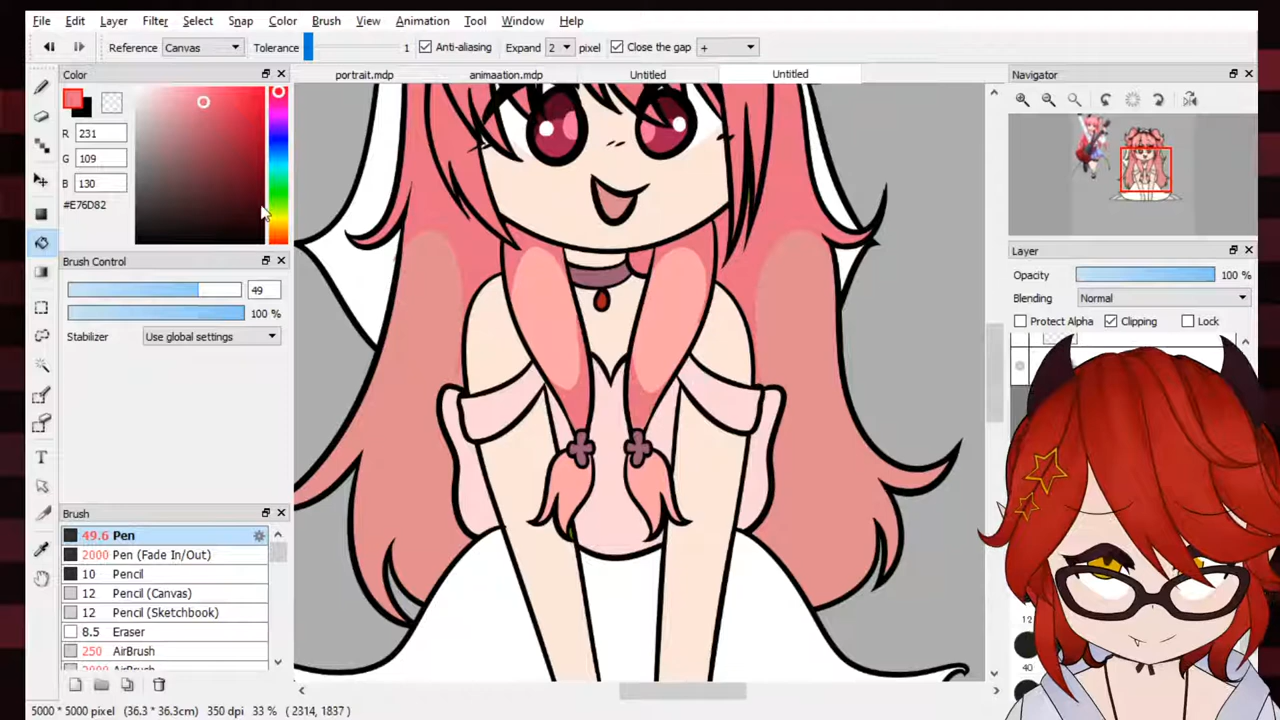 File Edit Layer Filter Select Snap Color Brush View Animation Tool Window Help
Reference Canvas Tolerance 1 Anti-aliasing Expand 2 pixel Close the gap +
Color
portrait.mdp animaation.mdp Untitled Untitled
Navigator
R 231
G 109
B 130
#E76D82
Brush Control
49
100 %
Stabilizer Use global settings
Layer
Opacity 100 %
Blending Normal
Protect Alpha Clipping Lock
Brush
49.6 Pen
2000 Pen (Fade In/Out)
10 Pencil
12 Pencil (Canvas)
12 Pencil (Sketchbook)
8.5 Eraser
250 AirBrush
12
40
5000 * 5000 pixel (36.3 * 36.3cm) 350 dpi 33 % ( 2314, 1837 )